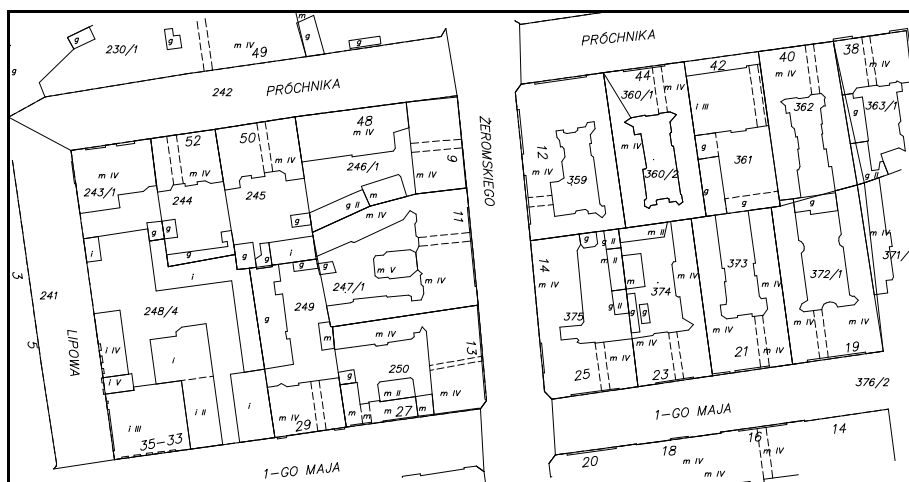 230/1
g
g
m IV
49
m
g
g
g
242
PRÓCHNIKA
PRÓCHNIKA
44
360/1
42
40
m IV
38
m IV
m IV
52
50
48
m IV
ŻEROMSKIEGO
i III
362
363/1
g
m IV
243/1
m IV
244
m IV
245
246/1
9
m IV
12
m IV
359
m IV
360/2
g
361
g
g
g II
g II
m
m IV
11
g
g
g
g
i
g
g
i
g
g
m V
m IV
247/1
i
3
241
5
LIPOWA
248/4
g
249
14
m IV
g
g II
m II
m II
m
g II
g
g
375
374
m IV
373
m IV
g
372/1
m IV
m IV
371/
i IV
i V
i
m
m IV
13
250
g
m II
m IV
m IV
m IV
m IV
m IV
25
23
21
19
376/2
i III
35-33
i II
i
m IV
29
m
m
m IV
27
m
1-GO MAJA
1-GO MAJA
20
18
m IV
m IV
16
14